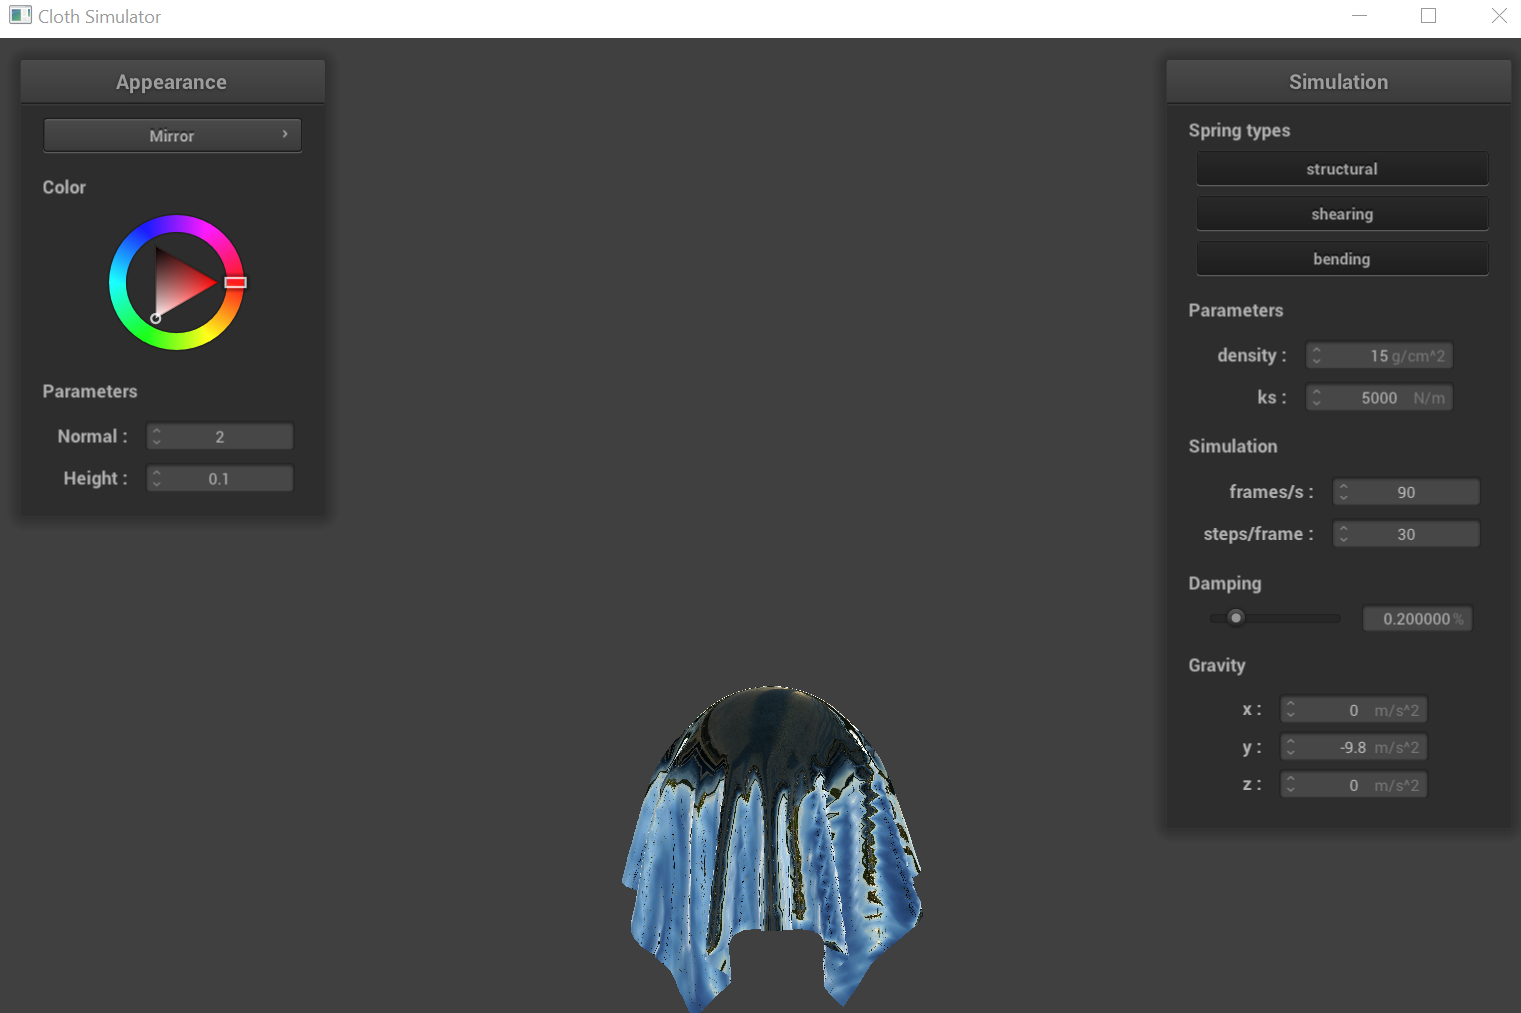 Cloth Simulator
Appearance
Mirror
Color
Parameters
Normal : 2
Height : 0.1
Simulation
Spring types
structural
shearing
bending
Parameters
density : 15 g/cm^2
ks : 5000 N/m
Simulation
frames/s : 90
steps/frame : 30
Damping
0.200000 %
Gravity
x : 0 m/s^2
y : -9.8 m/s^2
z : 0 m/s^2